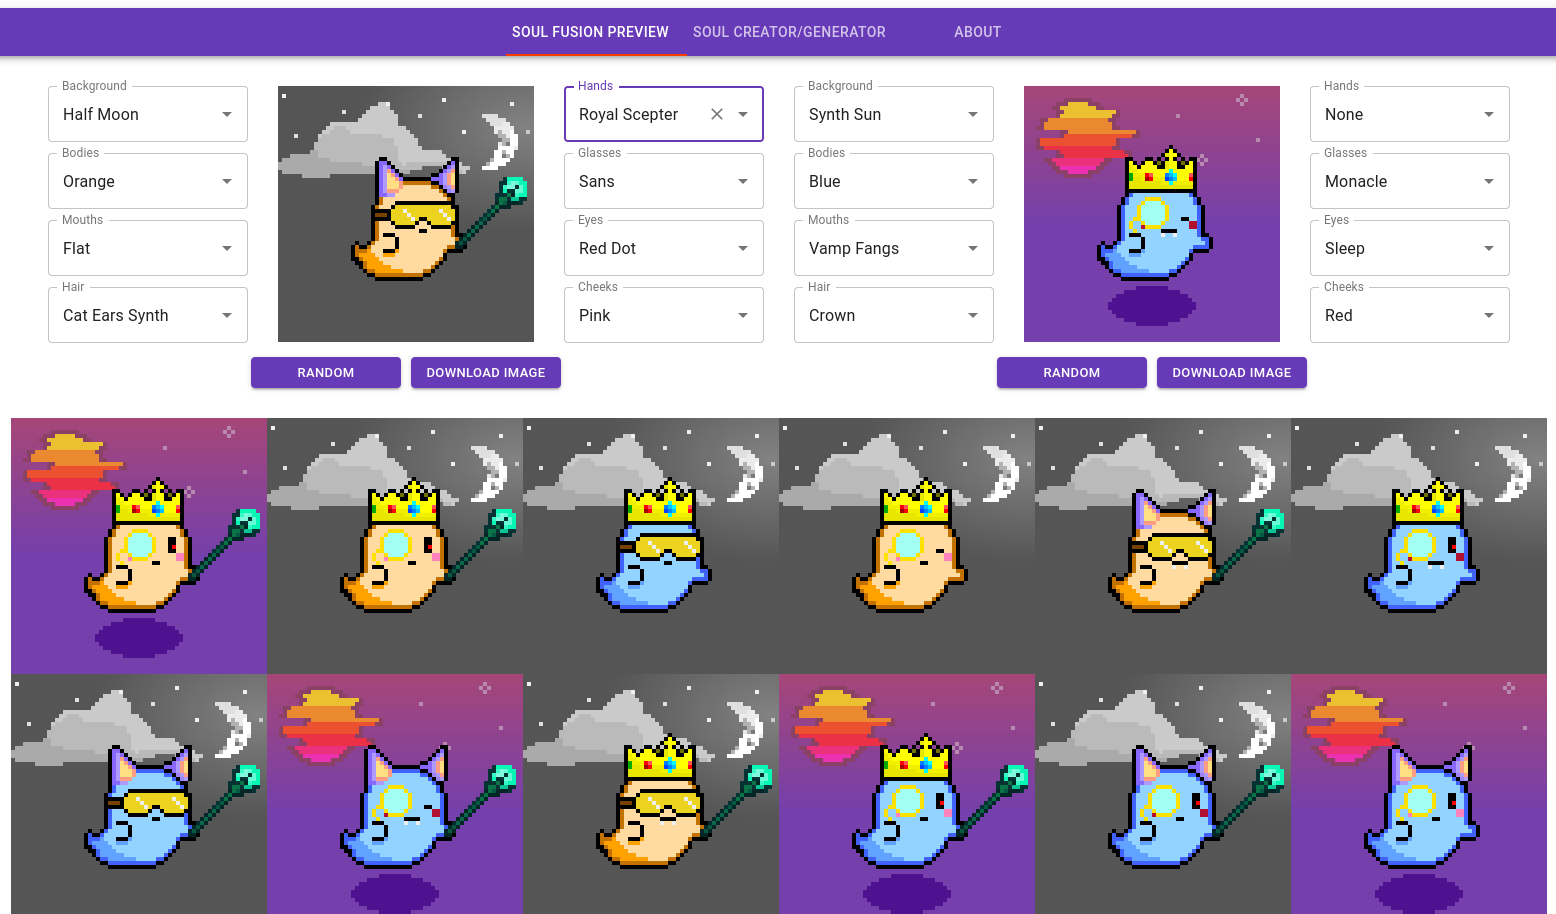 SOUL FUSION PREVIEW SOUL CREATOR/GENERATOR ABOUT
Background
Half Moon
Bodies
Orange
Mouths
Flat
Hair
Cat Ears Synth
Hands
Royal Scepter
Glasses
Sans
Eyes
Red Dot
Cheeks
Pink
RANDOM DOWNLOAD IMAGE
Background
Synth Sun
Bodies
Blue
Mouths
Vamp Fangs
Hair
Crown
Hands
None
Glasses
Monacle
Eyes
Sleep
Cheeks
Red
RANDOM DOWNLOAD IMAGE